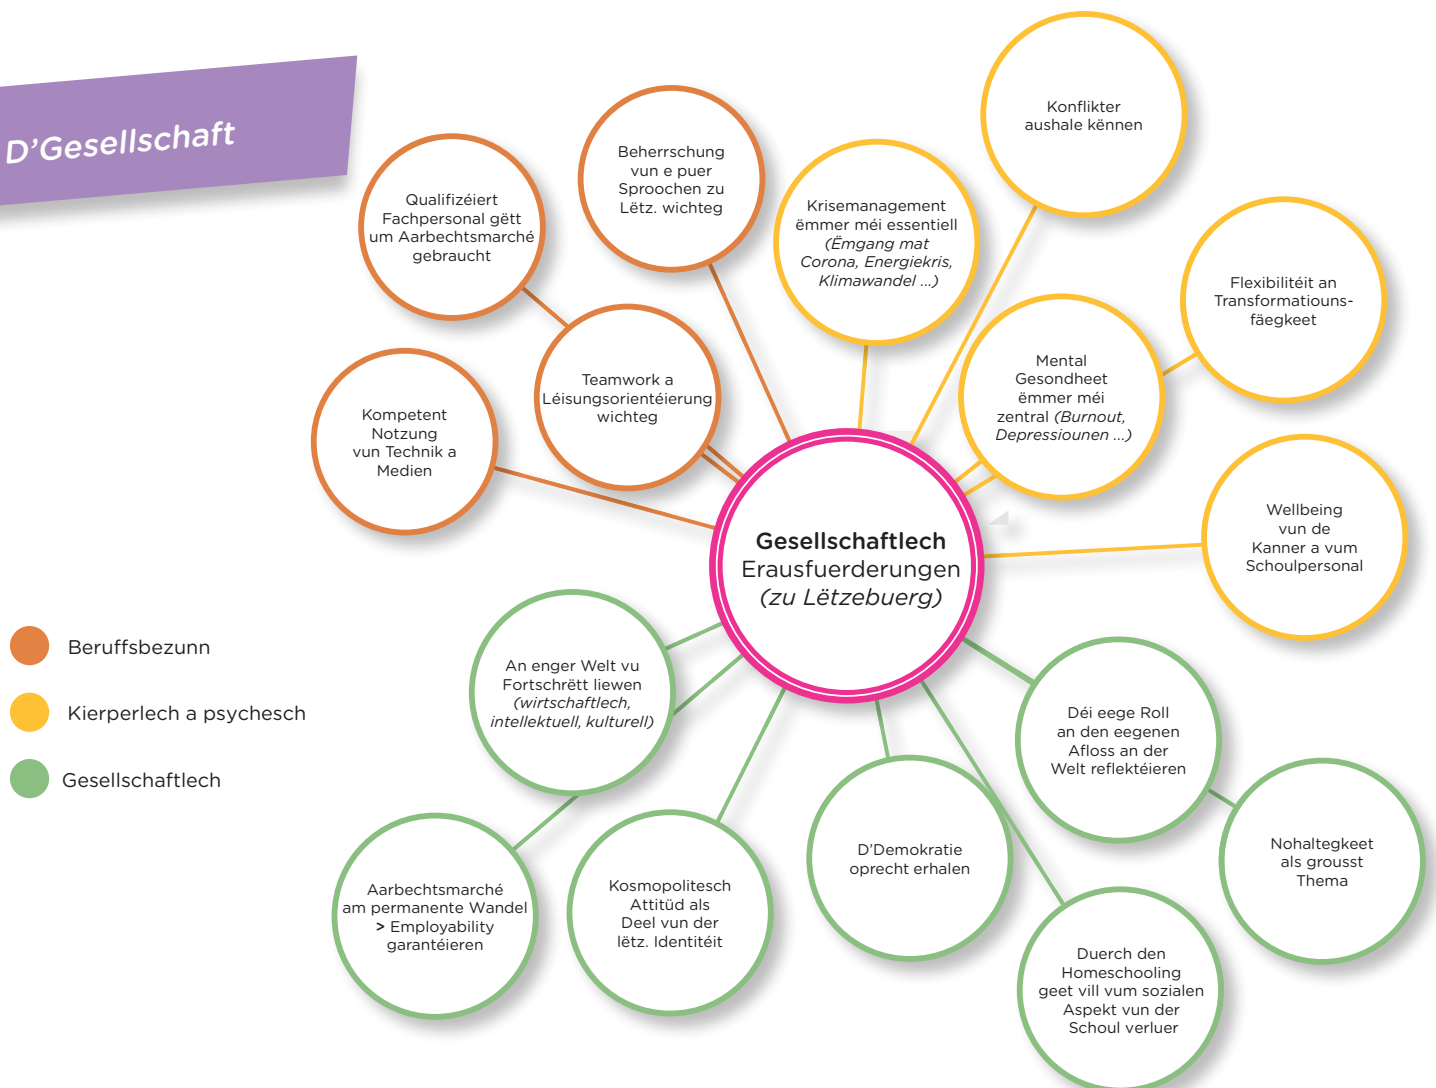 D'Gesellschaft
Qualifizéiert
Fachpersonal gëtt
um Aarbechtsmarché
gebraucht
Beherrschung
vun e puer
Sproochen zu
Lëtz. wichteg
Krisemanagement
ëmmer méi essentiell
(Ëmgang mat
Corona, Energiekris,
Klimawandel ...)
Konflikter
aushale kënnen
Flexibilitéit an
Transformatiouns-
fäegkeet
Kompetent
Notzung
vun Technik a
Medien
Teamwork a
Léisungsorientéierung
wichteg
Mental
Gesondheet
ëmmer méi
zentral (Burnout,
Depressiounen ...)
Wellbeing
vun de
Kanner a vum
Schoulpersonal
Gesellschaftlech
Erausfuerderungen
(zu Lëtzebuerg)
Beruffsbezunn
Kierperlech a psychesch
Gesellschaftlech
An enger Welt vu
Fortschrëtt liewen
(wirtschaftlech,
intellektuell, kulturell)
Aarbechtsmarché
am permanente Wandel
> Employability
garantéieren
Kosmopolitesch
Attitüd als
Deel vun der
lëtz. Identitéit
D'Demokratie
oprecht erhalen
Déi eege Roll
an den eegenen
Afloss an der
Welt reflektéieren
Nohaltegkeet
als grousst
Thema
Duerch den
Homeschooling
geet vill vum sozialen
Aspekt vun der
Schoul verluer